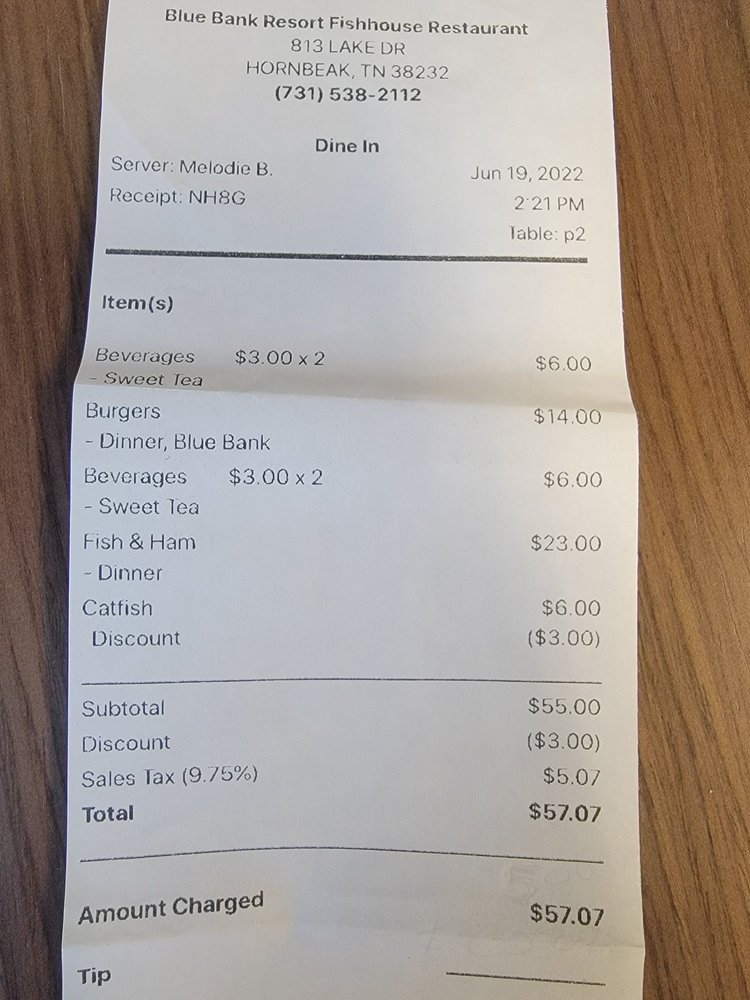 Blue Bank Resort Fishhouse Restaurant
813 LAKE DR
HORNBEAK, TN 38232
(731) 538-2112
Dine In
Server: Melodie B.
Jun 19, 2022
Receipt: NH8G
2:21 PM
Table: p2
Item(s)
Beverages $3.00 x 2 $6.00
- Sweet Tea
Burgers $14.00
- Dinner, Blue Bank
Beverages $3.00 x 2 $6.00
- Sweet Tea
Fish & Ham $23.00
- Dinner
Catfish $6.00
Discount ($3.00)
Subtotal $55.00
Discount ($3.00)
Sales Tax (9.75%) $5.07
Total $57.07
Amount Charged $57.07
Tip